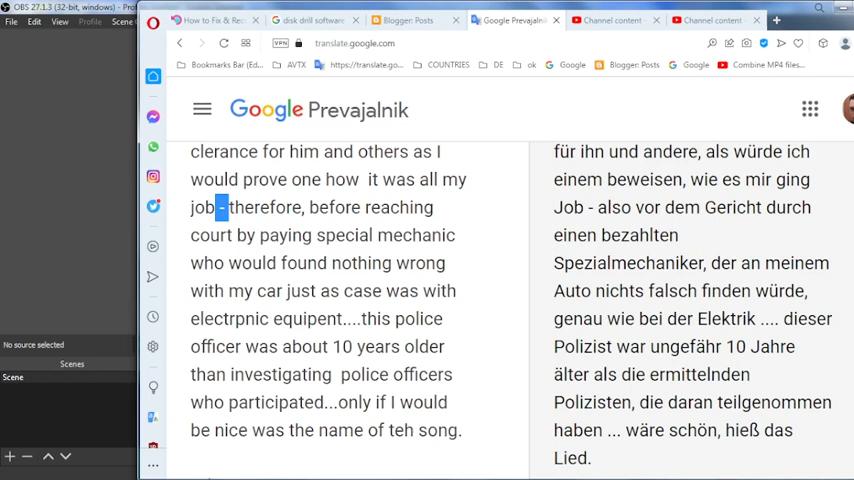 OBS 27.1.3 (32-bit, windows) - Prof
File Edit View Profile Scene C
How to Fix & Rec
disk drill software
Blogger: Posts
Google Prevajalnik
Channel content -
Channel content -
VPN translate.google.com
Bookmarks Bar (Ed...
AVTX
https://translate.go...
COUNTRIES
DE
ok
Google
Blogger: Posts
Google
Combine MP4 files...
Google Prevajalnik
clerance for him and others as I
would prove one how it was all my
job - therefore, before reaching
court by paying special mechanic
who would found nothing wrong
with my car just as case was with
electrpnic equipent....this police
officer was about 10 years older
than investigating police officers
who participated...only if I would
be nice was the name of teh song.
für ihn und andere, als würde ich
einem beweisen, wie es mir ging
Job - also vor dem Gericht durch
einen bezahlten
Spezialmechaniker, der an meinem
Auto nichts falsch finden würde,
genau wie bei der Elektrik .... dieser
Polizist war ungefähr 10 Jahre
älter als die ermittelnden
Polizisten, die daran teilgenommen
haben ... wäre schön, hieß das
Lied.
No source selected
Scenes
Scene